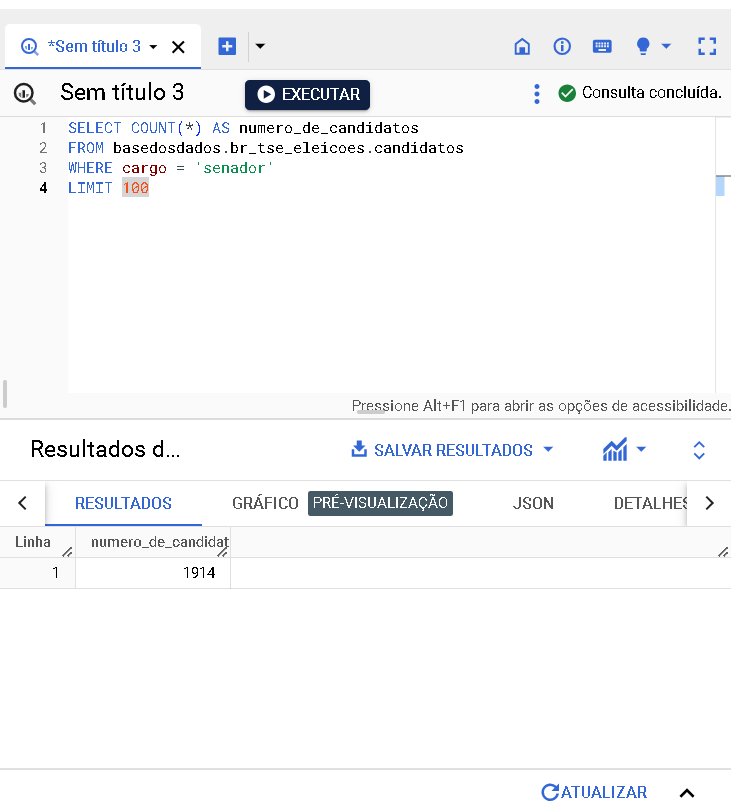 *Sem título 3
Sem título 3
EXECUTAR
Consulta concluída.
1 SELECT COUNT(*) AS numero_de_candidatos
2 FROM basedosdados.br_tse_eleicoes.candidatos
3 WHERE cargo = 'senador'
4 LIMIT 100
Pressione Alt+F1 para abrir as opções de acessibilidade.
Resultados d...
SALVAR RESULTADOS
RESULTADOS GRÁFICO PRÉ-VISUALIZAÇÃO JSON DETALHES
Linha numero_de_candidat
1 1914
ATUALIZAR